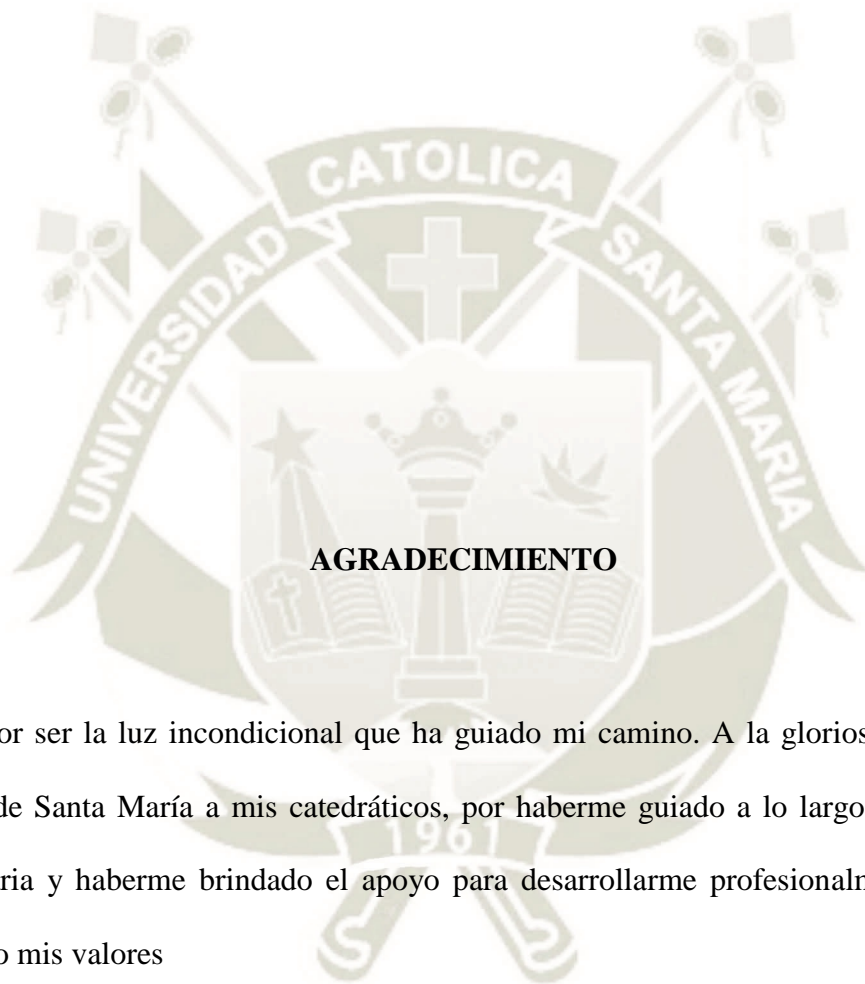 CATOLICA
UNIVERSIDAD
SANTA MARIA
AGRADECIMIENTO
or ser la luz incondicional que ha guiado mi camino. A la glorios
de Santa María a mis catedráticos, por haberme guiado a lo largo
1961
ria y haberme brindado el apoyo para desarrollarme profesionaln
o mis valores